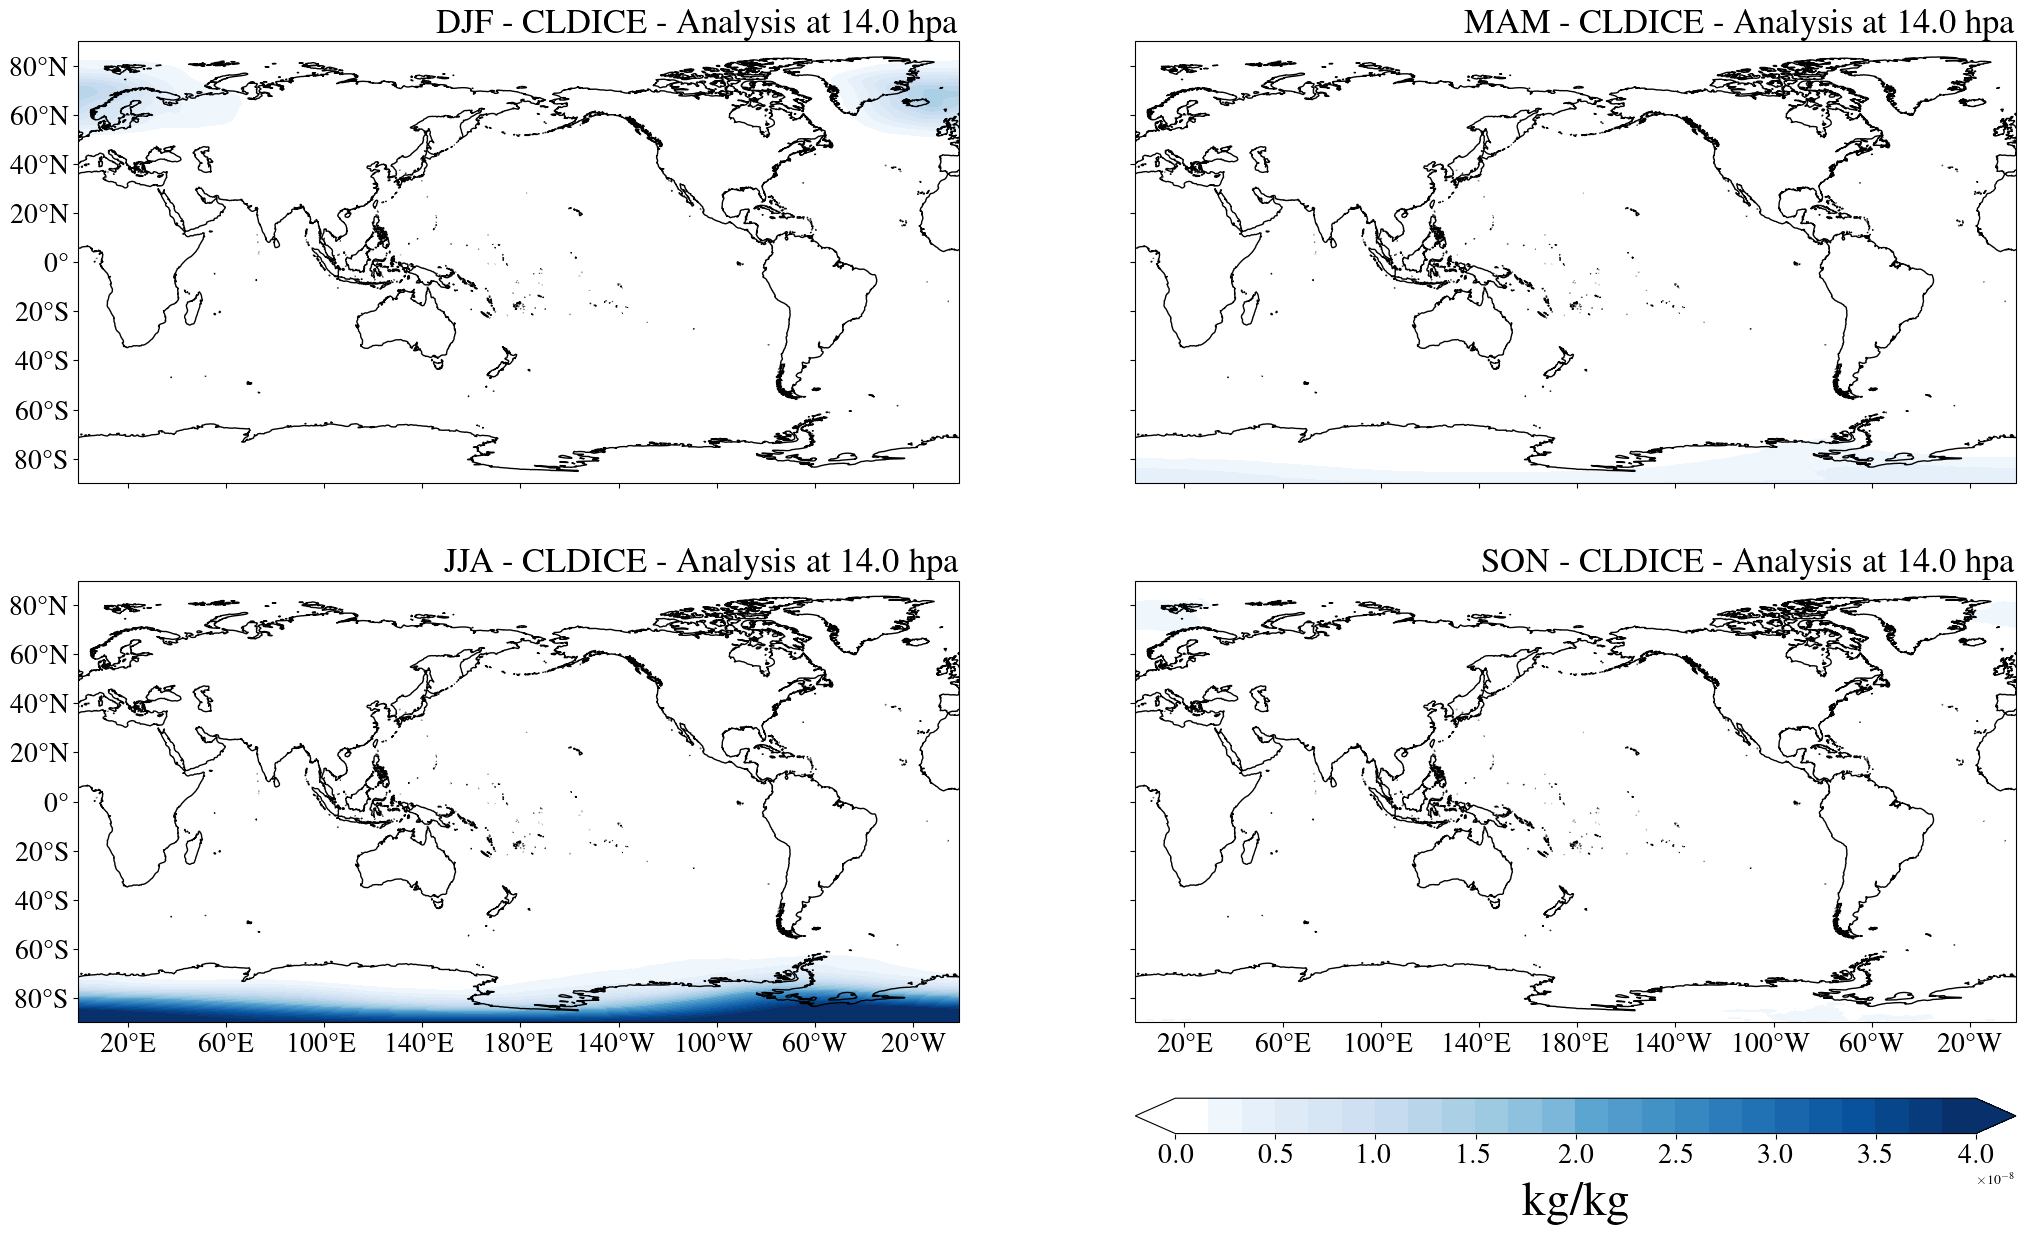 DJF - CLDICE - Analysis at 14.0 hpa
MAM - CLDICE - Analysis at 14.0 hpa
80°N
60°N
40°N
20°N
0°
20°S
40°S
60°S
80°S
JJA - CLDICE - Analysis at 14.0 hpa
SON - CLDICE - Analysis at 14.0 hpa
80°N
60°N
40°N
20°N
0°
20°S
40°S
60°S
80°S
20°E 60°E 100°E 140°E 180°E 140°W 100°W 60°W 20°W
20°E 60°E 100°E 140°E 180°E 140°W 100°W 60°W 20°W
0.0 0.5 1.0 1.5 2.0 2.5 3.0 3.5 4.0
×10⁻⁸
kg/kg